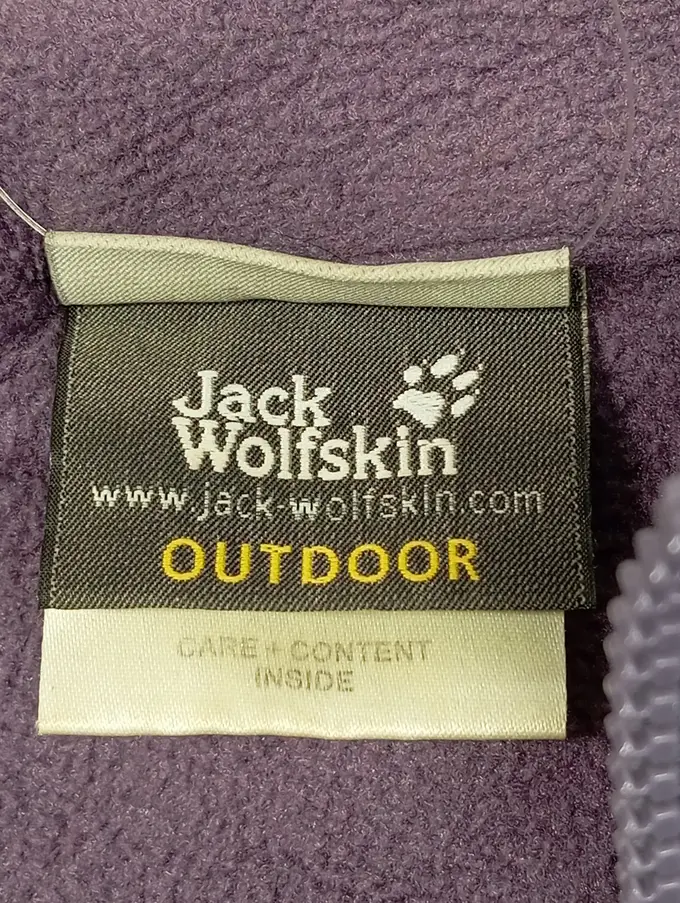 Jack
Wolfskin
www.jack-wolfskin.com
OUTDOOR
CARE + CONTENT
INSIDE